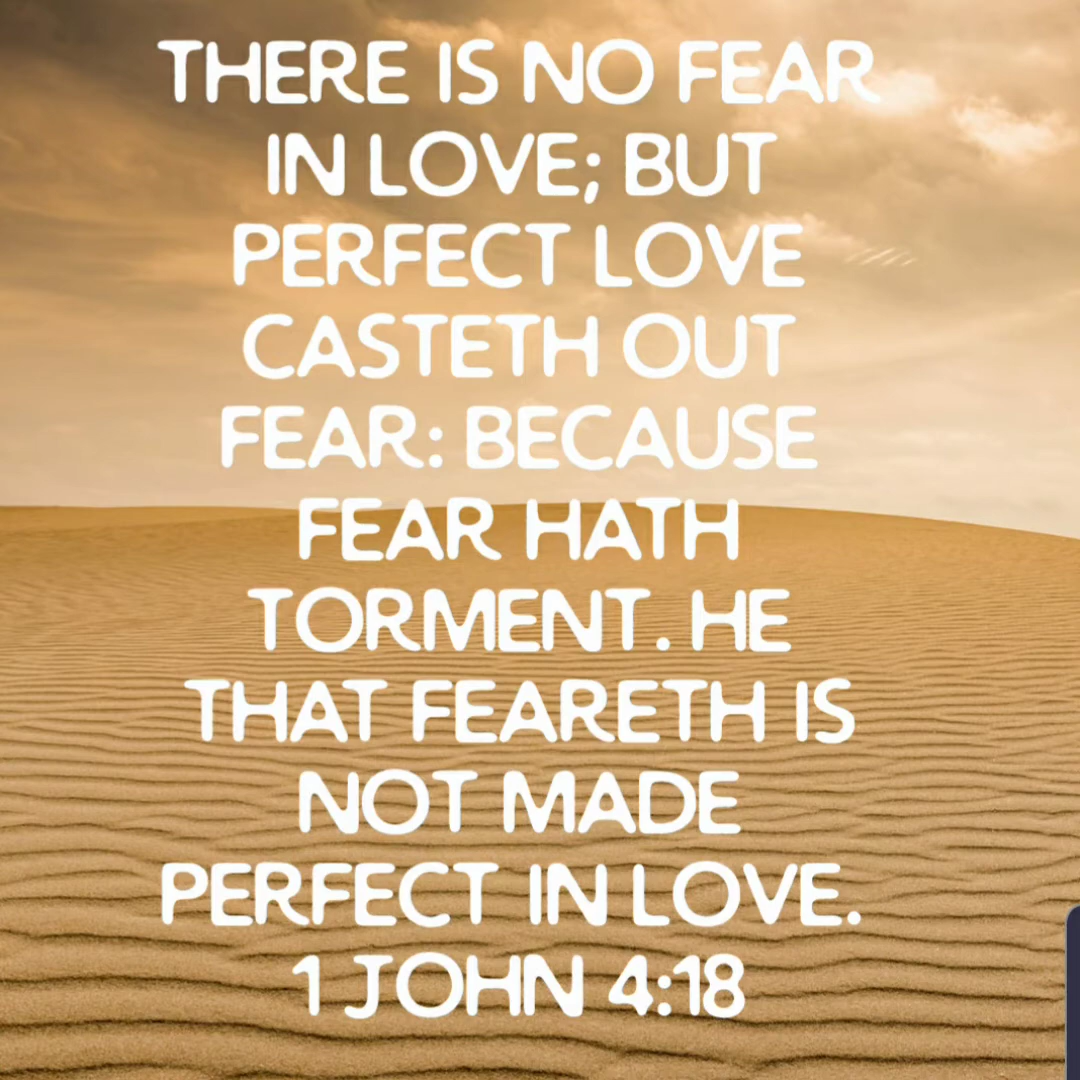 THERE IS NO FEAR
IN LOVE; BUT
PERFECT LOVE
CASTETH OUT
FEAR: BECAUSE
FEAR HATH
TORMENT. HE
THAT FEARETH IS
NOT MADE
PERFECT IN LOVE.
1 JOHN 4:18